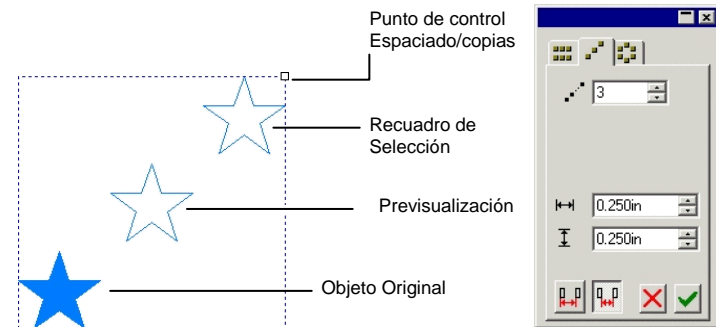 Punto de control
Espaciado/copias
Recuadro de
Selección
Previsualización
Objeto Original
3
0.250in
0.250in